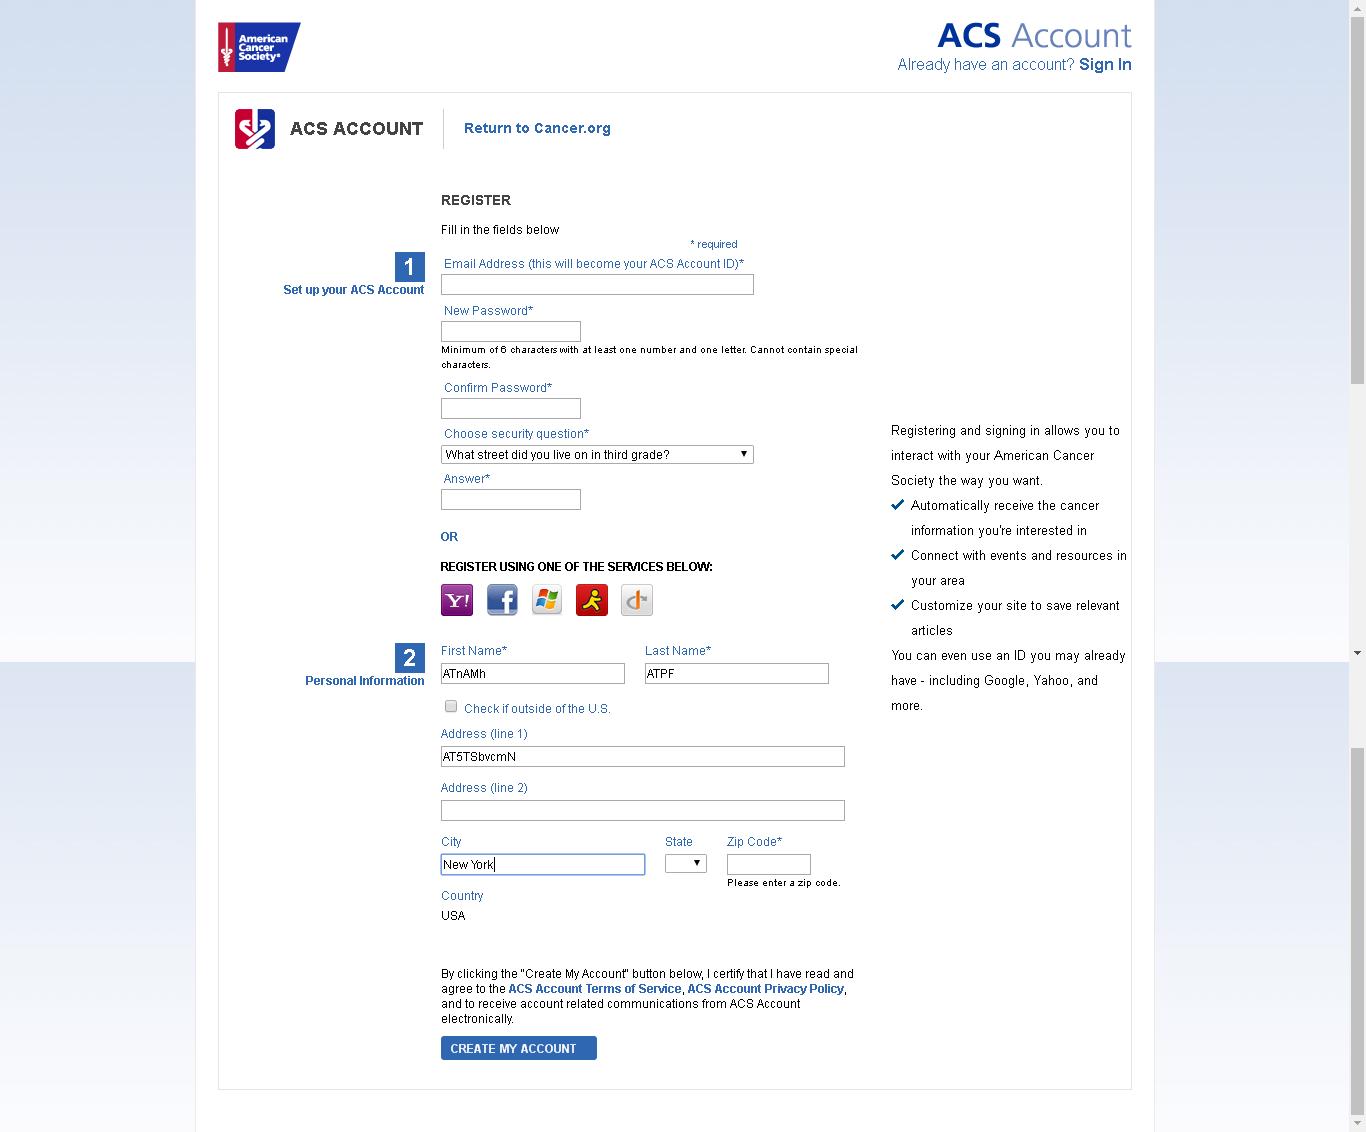 American
Cancer
Society®
ACS Account
Already have an account? Sign In
ACS ACCOUNT
Return to Cancer.org
REGISTER
Fill in the fields below
* required
1
Set up your ACS Account
Email Address (this will become your ACS Account ID)*
New Password*
Minimum of 6 characters with at least one number and one letter. Cannot contain special
characters.
Confirm Password*
Choose security question*
What street did you live on in third grade?
Answer*
OR
REGISTER USING ONE OF THE SERVICES BELOW:
Y!
f
2
Personal Information
First Name* Last Name*
ATnAMh ATPF
Check if outside of the U.S.
Address (line 1)
AT5TSbvcmN
Address (line 2)
City State Zip Code*
New York
Please enter a zip code.
Country
USA
By clicking the "Create My Account" button below, I certify that I have read and
agree to the ACS Account Terms of Service, ACS Account Privacy Policy,
and to receive account related communications from ACS Account
electronically.
CREATE MY ACCOUNT
Registering and signing in allows you to
interact with your American Cancer
Society the way you want.
Automatically receive the cancer
information you're interested in
Connect with events and resources in
your area
Customize your site to save relevant
articles
You can even use an ID you may already
have - including Google, Yahoo, and
more.